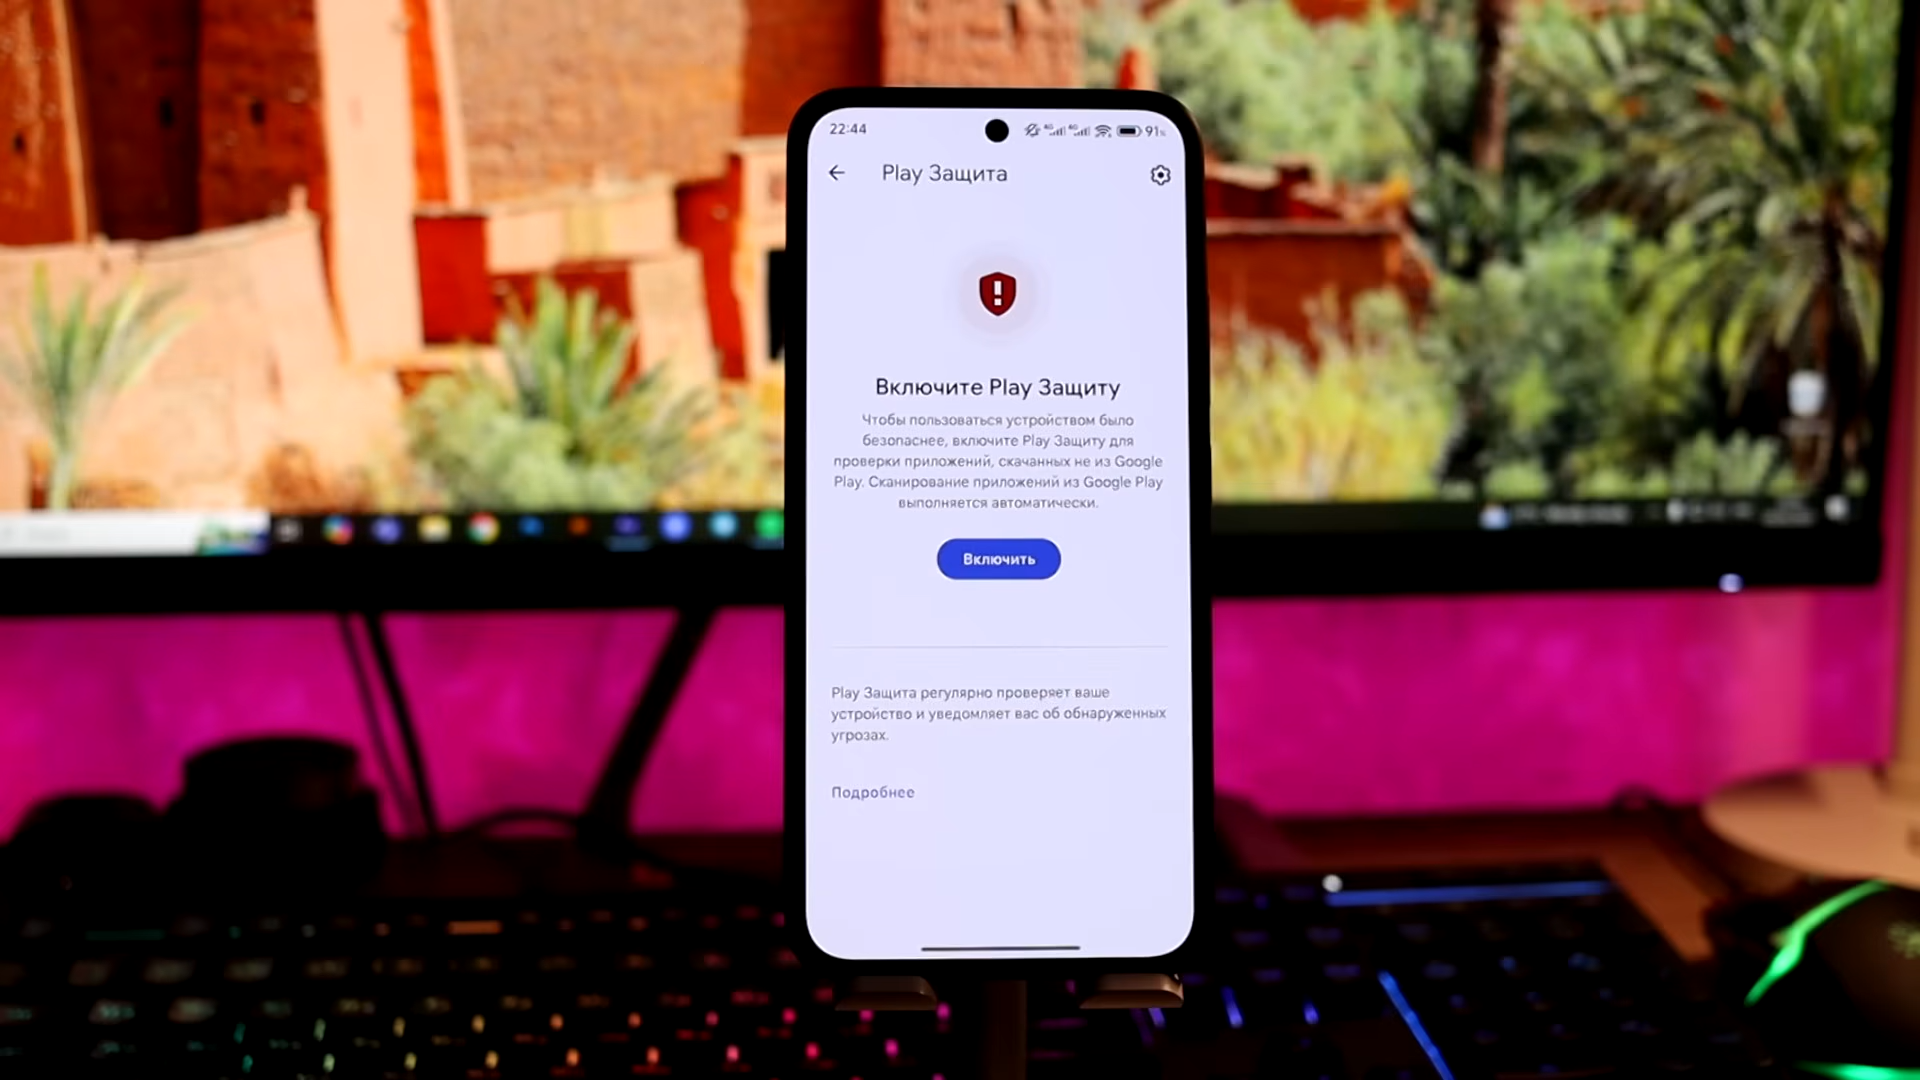 22:44
4G 4G 91%
Play Защита
Включите Play Защиту
Чтобы пользоваться устройством было
безопаснее, включите Play Защиту для
проверки приложений, скачанных не из Google
Play. Сканирование приложений из Google Play
выполняется автоматически.
Включить
Play Защита регулярно проверяет ваше
устройство и уведомляет вас об обнаруженных
угрозах.
Подробнее